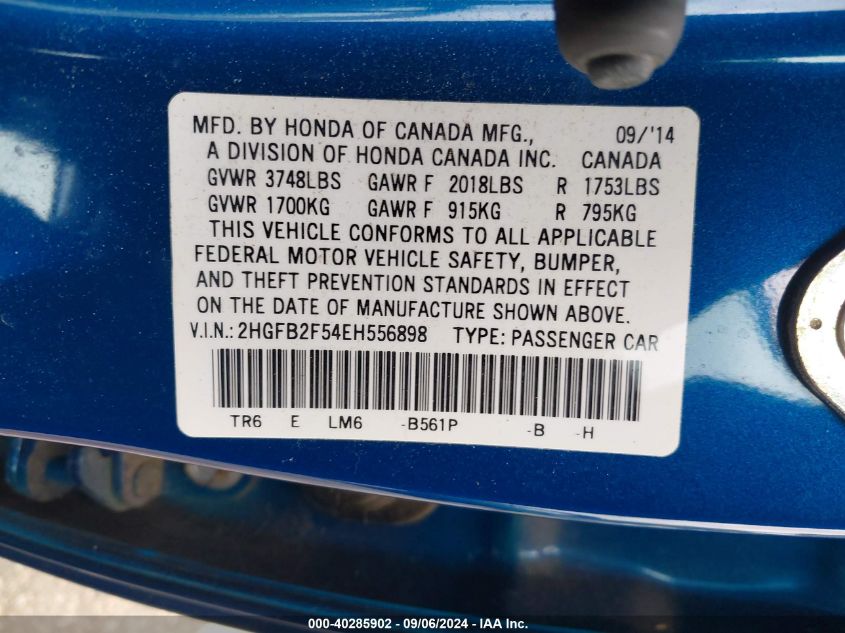 MFD. BY HONDA OF CANADA MFG., 09/'14
A DIVISION OF HONDA CANADA INC. CANADA
GVWR 3748LBS GAWR F 2018LBS R 1753LBS
GVWR 1700KG GAWR F 915KG R 795KG
THIS VEHICLE CONFORMS TO ALL APPLICABLE
FEDERAL MOTOR VEHICLE SAFETY, BUMPER,
AND THEFT PREVENTION STANDARDS IN EFFECT
ON THE DATE OF MANUFACTURE SHOWN ABOVE.
V.I.N.: 2HGFB2F54EH556898 TYPE: PASSENGER CAR
TR6 E LM6 -B561P -B -H
000-40285902 - 09/06/2024 - IAA Inc.